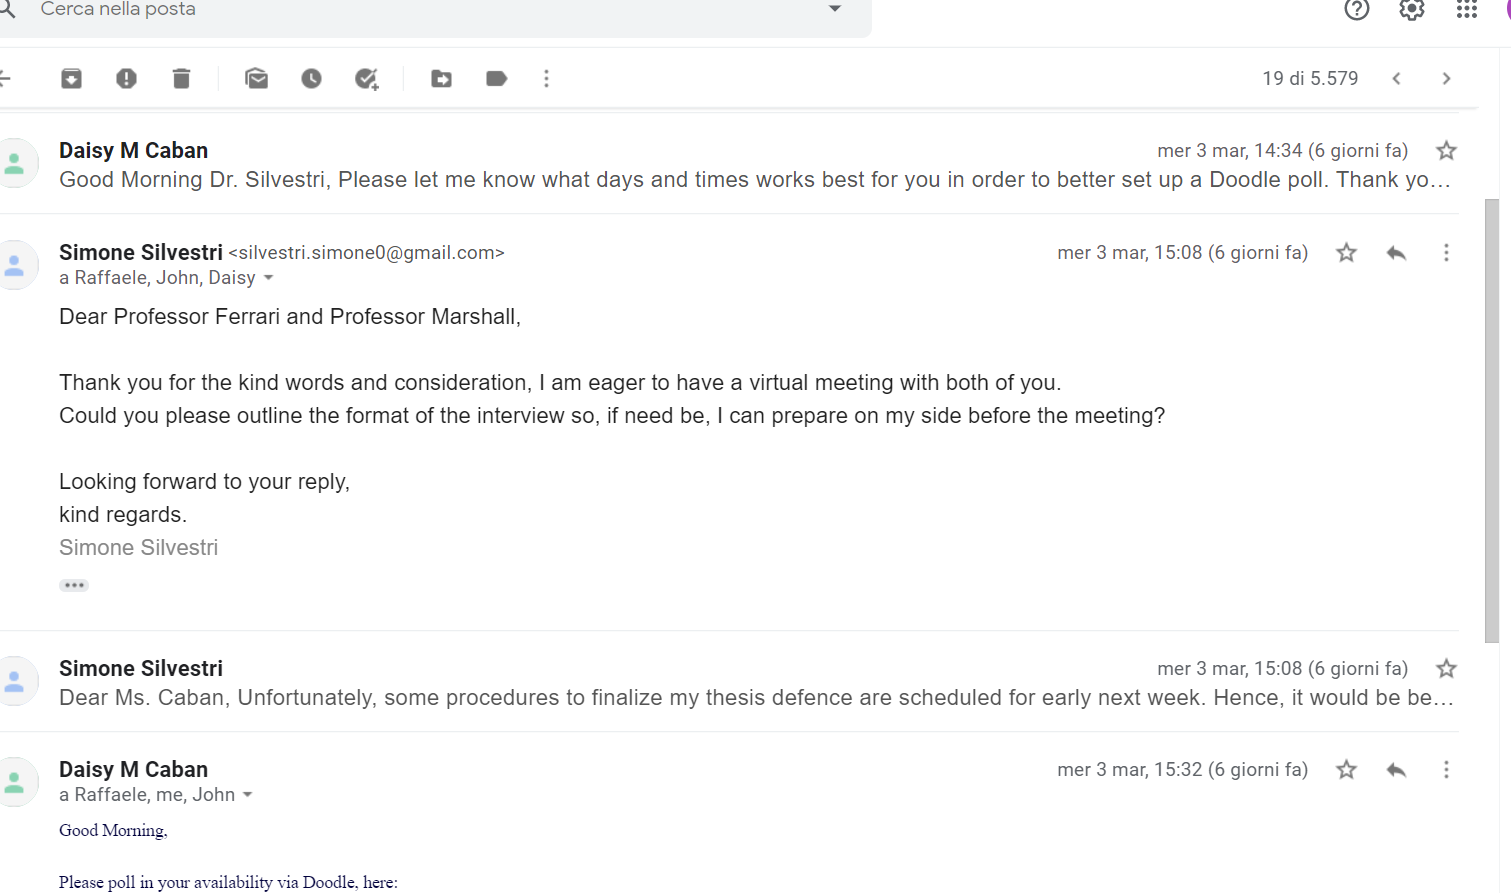 Cerca nella posta
19 di 5.579
Daisy M Caban
mer 3 mar, 14:34 (6 giorni fa)
Good Morning Dr. Silvestri, Please let me know what days and times works best for you in order to better set up a Doodle poll. Thank yo...
Simone Silvestri <silvestri.simone0@gmail.com>
mer 3 mar, 15:08 (6 giorni fa)
a Raffaele, John, Daisy
Dear Professor Ferrari and Professor Marshall,
Thank you for the kind words and consideration, I am eager to have a virtual meeting with both of you.
Could you please outline the format of the interview so, if need be, I can prepare on my side before the meeting?
Looking forward to your reply,
kind regards.
Simone Silvestri
Simone Silvestri
mer 3 mar, 15:08 (6 giorni fa)
Dear Ms. Caban, Unfortunately, some procedures to finalize my thesis defence are scheduled for early next week. Hence, it would be be...
Daisy M Caban
mer 3 mar, 15:32 (6 giorni fa)
a Raffaele, me, John
Good Morning,
Please poll in your availability via Doodle, here: